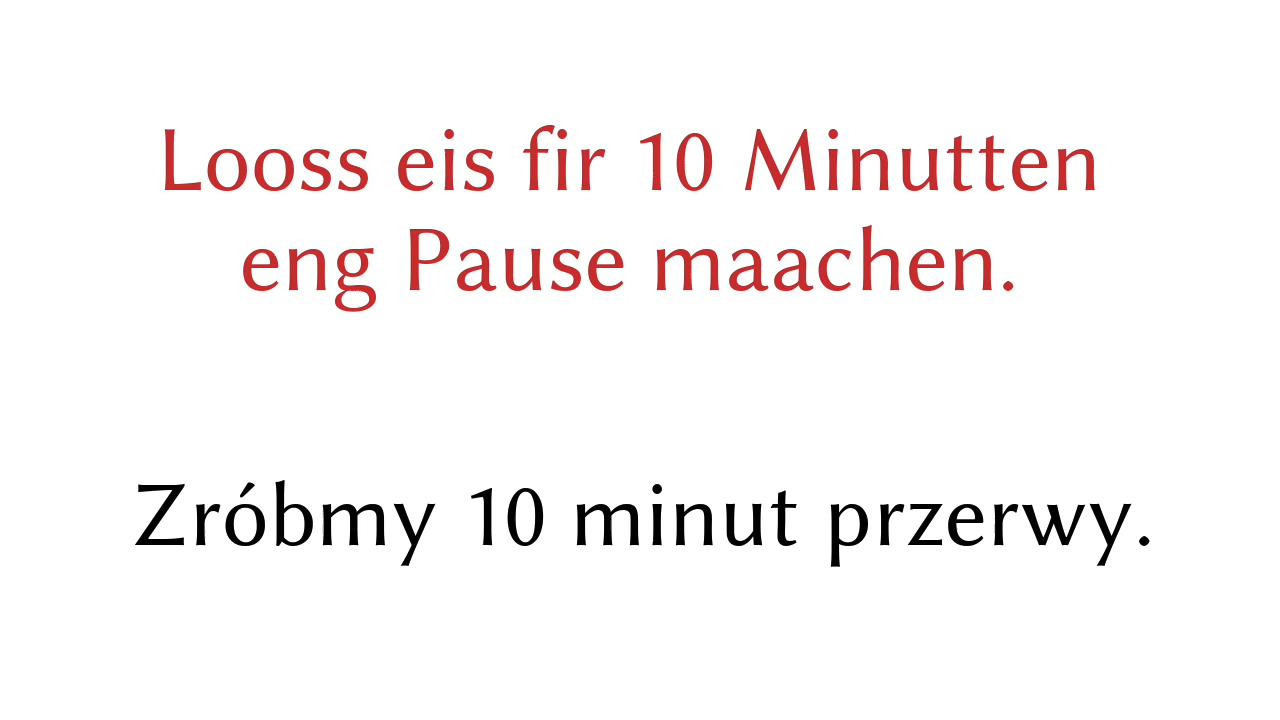 Looss eis fir 10 Minutten
eng Pause maachen.
Zróbmy 10 minut przerwy.